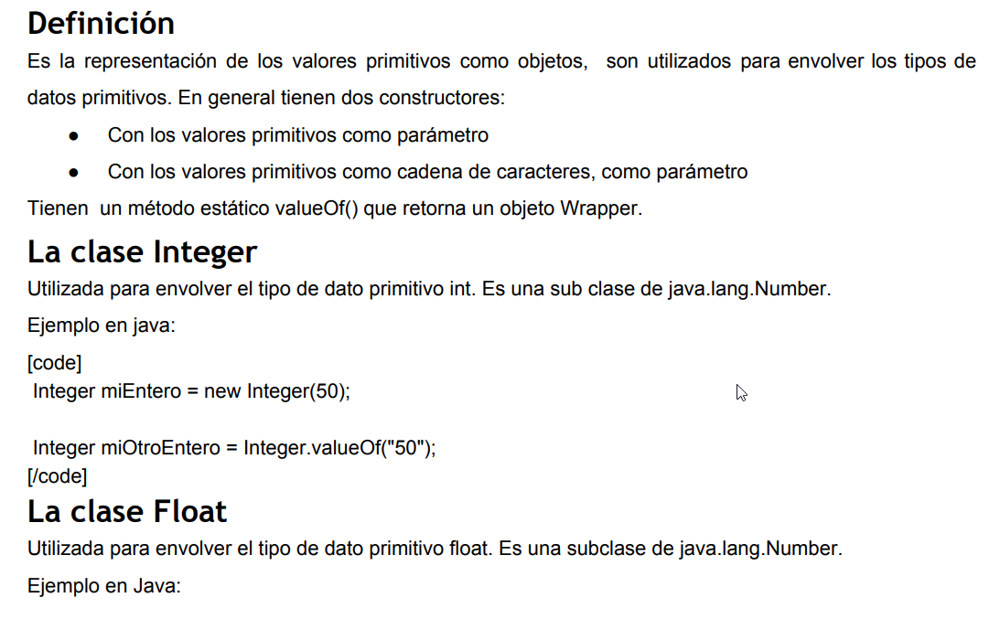 Definición
Es la representación de los valores primitivos como objetos, son utilizados para envolver los tipos de
datos primitivos. En general tienen dos constructores:
● Con los valores primitivos como parámetro
● Con los valores primitivos como cadena de caracteres, como parámetro
Tienen un método estático valueOf() que retorna un objeto Wrapper.
La clase Integer
Utilizada para envolver el tipo de dato primitivo int. Es una sub clase de java.lang.Number.
Ejemplo en java:
[code]
Integer miEntero = new Integer(50);
Integer miOtroEntero = Integer.valueOf("50");
[/code]
La clase Float
Utilizada para envolver el tipo de dato primitivo float. Es una subclase de java.lang.Number.
Ejemplo en Java: